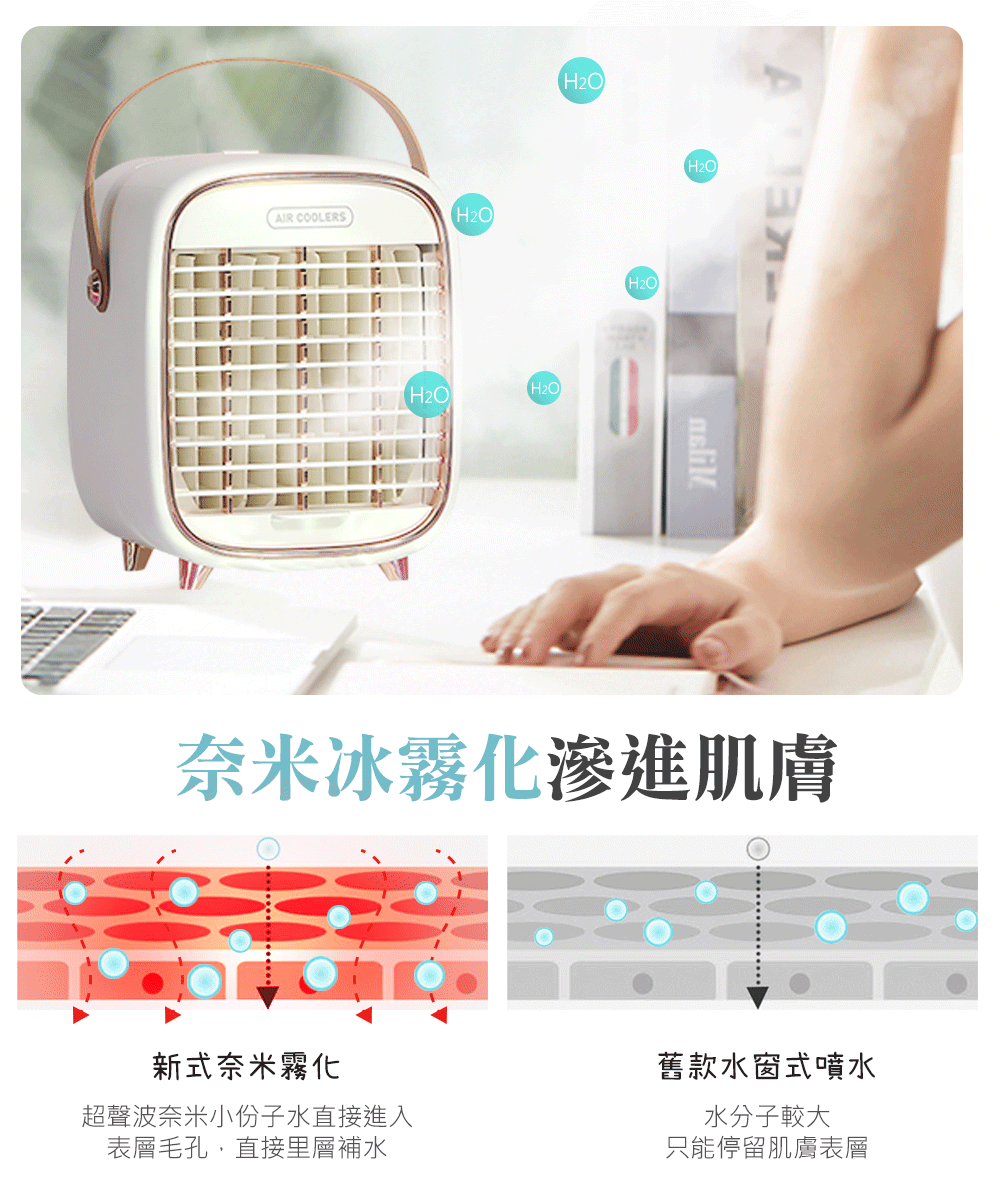 H2O
H2O
AIR COOLERS
H2O
H2O
H2O
H2O
奈米冰霧化滲進肌膚
新式奈米霧化
舊款水窗式噴水
超聲波奈米小份子水直接進入
表層毛孔，直接里層補水
水分子較大
只能停留肌膚表層